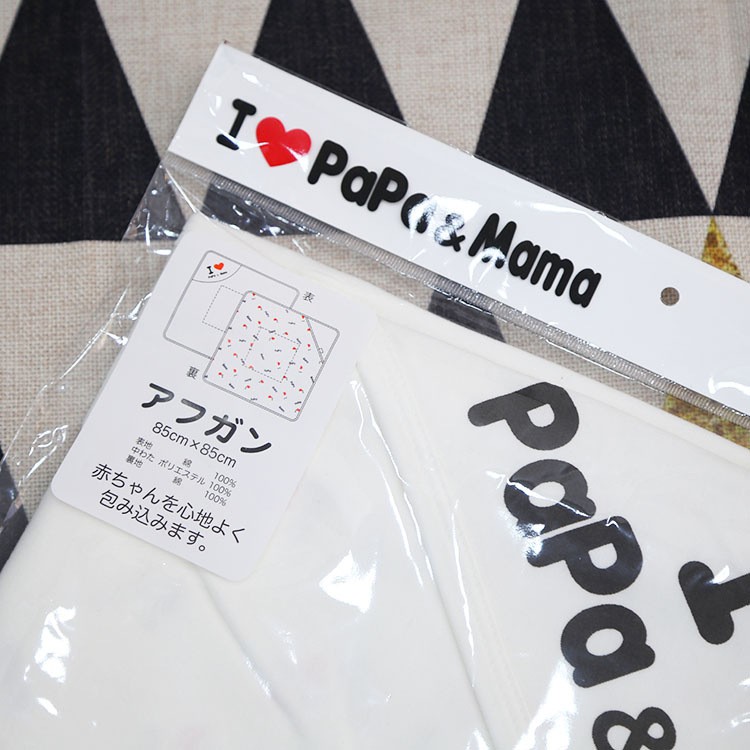 I ❤ PaPa & Mama
I ❤
表
裏
アフガン
85cm×85cm
表地 綿 100%
中わた ポリエステル 100%
裏地 綿 100%
赤ちゃんを心地よく
包み込みます。
I
PaPa &